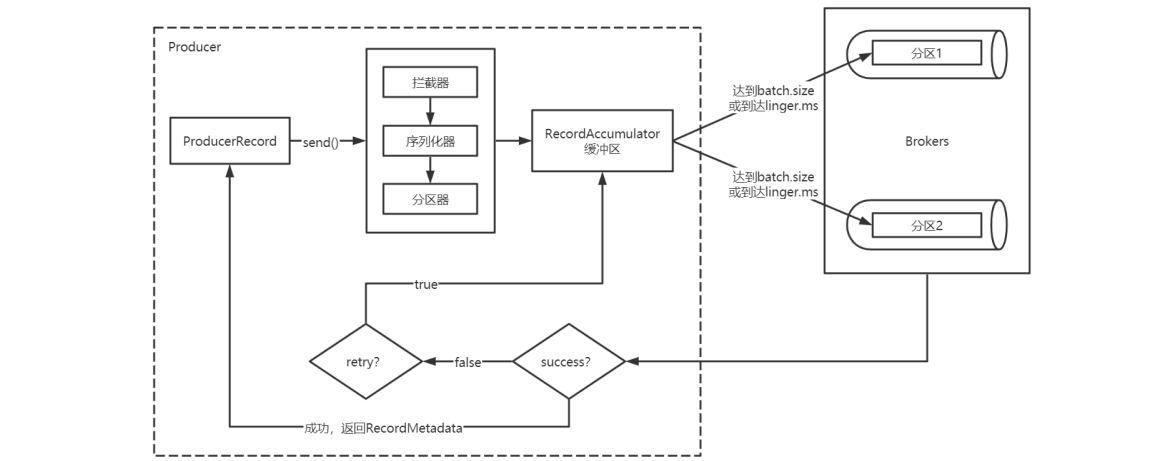 Producer
ProducerRecord
send()
拦截器
序列化器
分区器
RecordAccumulator
缓冲区
达到batch.size
或到达linger.ms
达到batch.size
或到达linger.ms
分区1
Brokers
分区2
true
retry?
false
success?
成功，返回RecordMetadata